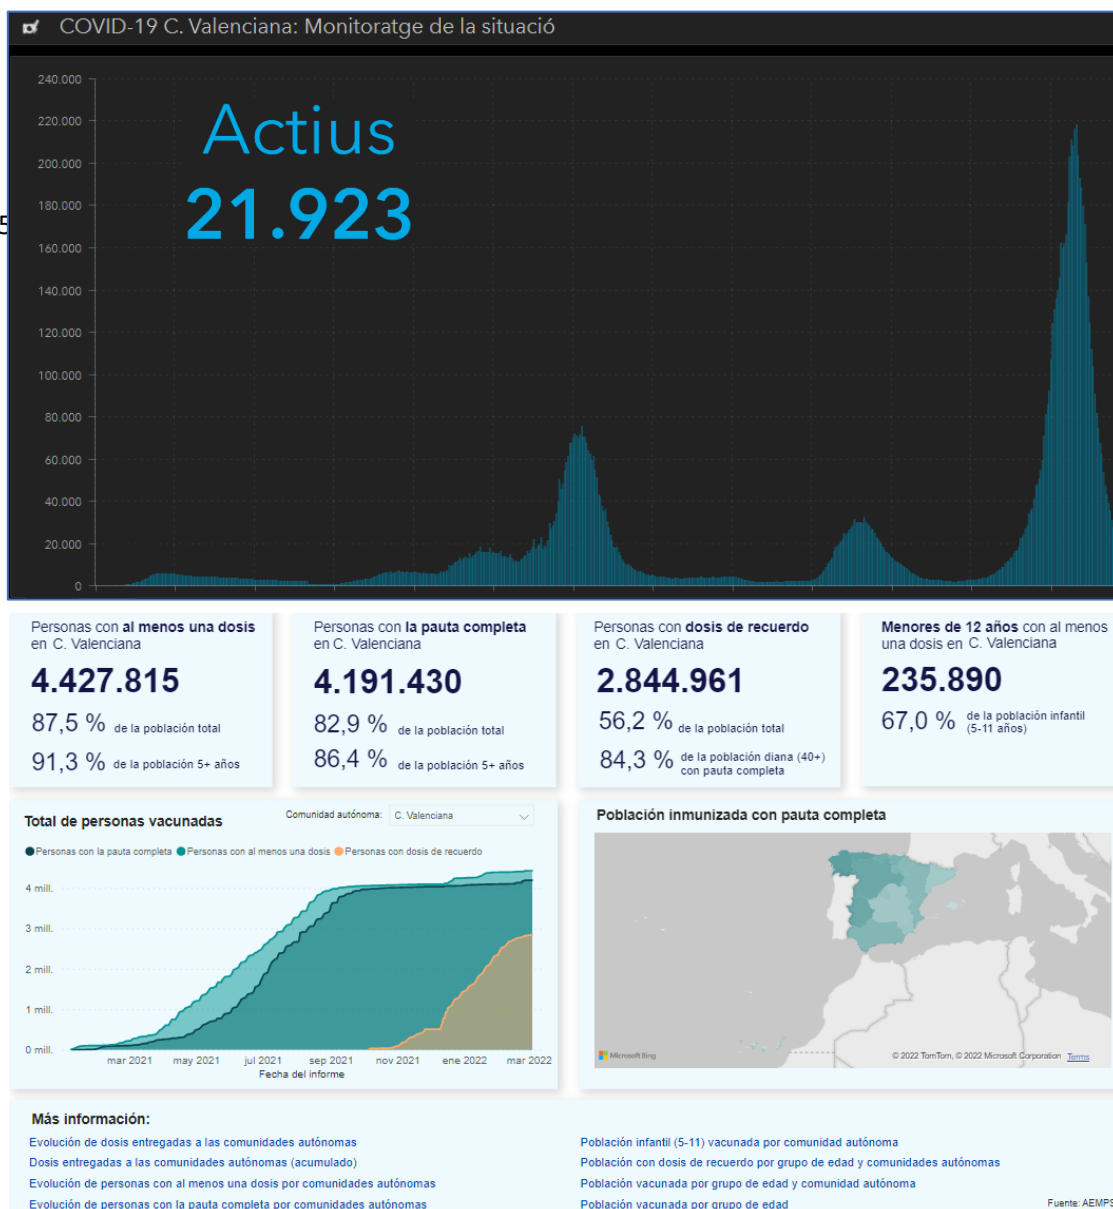 COVID-19 C. Valenciana: Monitoratge de la situació
240.000
220.000
200.000
180.000
160.000
140.000
120.000
100.000
80.000
60.000
40.000
20.000
0
Actius
21.923
5
Personas con al menos una dosis
en C. Valenciana
4.427.815
87,5 % de la población total
91,3 % de la población 5+ años
Personas con la pauta completa
en C. Valenciana
4.191.430
82,9 % de la población total
86,4 % de la población 5+ años
Personas con dosis de recuerdo
en C. Valenciana
2.844.961
56,2 % de la población total
84,3 % de la población diana (40+)
con pauta completa
Menores de 12 años con al menos
una dosis en C. Valenciana
235.890
67,0 % de la población infantil
(5-11 años)
Total de personas vacunadas
Comunidad autónoma: C. Valenciana
Personas con la pauta completa Personas con al menos una dosis Personas con dosis de recuerdo
4 mill.
3 mill.
2 mill.
1 mill.
0 mill.
mar 2021 may 2021 jul 2021 sep 2021 nov 2021 ene 2022 mar 2022
Fecha del informe
Población inmunizada con pauta completa
Microsoft Bing
© 2022 TomTom, © 2022 Microsoft Corporation Terms
Más información:
Evolución de dosis entregadas a las comunidades autónomas
Dosis entregadas a las comunidades autónomas (acumulado)
Evolución de personas con al menos una dosis por comunidades autónomas
Evolución de personas con la pauta completa por comunidades autónomas
Población infantil (5-11) vacunada por comunidad autónoma
Población con dosis de recuerdo por grupo de edad y comunidades autónomas
Población vacunada por grupo de edad y comunidad autónoma
Población vacunada por grupo de edad
Fuente: AEMPS